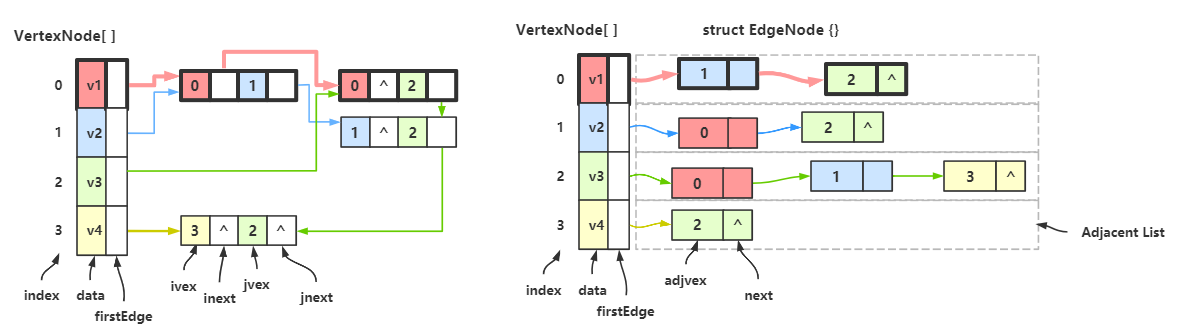 VertexNode[ ]
0 v1 0 1 0 ^ 2
1 v2 1 ^ 2
2 v3
3 v4 3 ^ 2 ^
index data firstEdge ivex inext jvex jnext
VertexNode[ ] struct EdgeNode {}
0 v1 1 2 ^
1 v2 0 2 ^
2 v3 0 1 3 ^
3 v4 2 ^
Adjacent List
index data firstEdge adjvex next